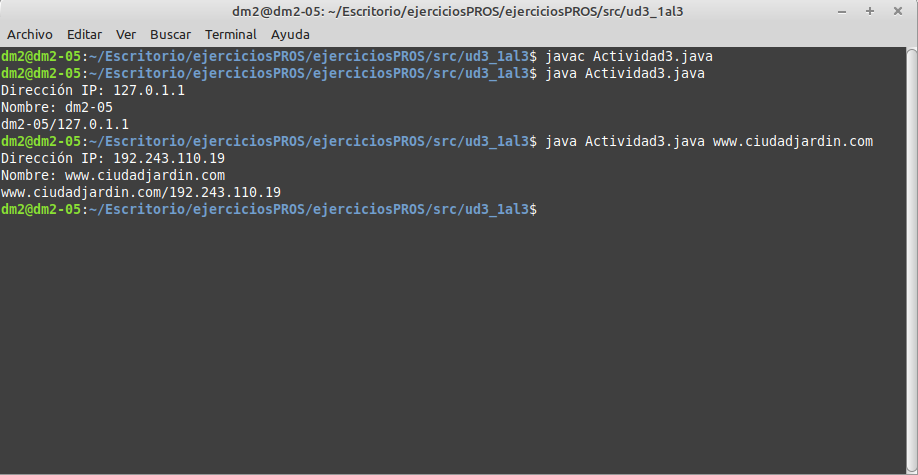 dm2@dm2-05: ~/Escritorio/ejerciciosPROS/ejerciciosPROS/src/ud3_1al3
Archivo Editar Ver Buscar Terminal Ayuda
dm2@dm2-05:~/Escritorio/ejerciciosPROS/ejerciciosPROS/src/ud3_1al3$ javac Actividad3.java
dm2@dm2-05:~/Escritorio/ejerciciosPROS/ejerciciosPROS/src/ud3_1al3$ java Actividad3.java
Dirección IP: 127.0.1.1
Nombre: dm2-05
dm2-05/127.0.1.1
dm2@dm2-05:~/Escritorio/ejerciciosPROS/ejerciciosPROS/src/ud3_1al3$ java Actividad3.java www.ciudadjardin.com
Dirección IP: 192.243.110.19
Nombre: www.ciudadjardin.com
www.ciudadjardin.com/192.243.110.19
dm2@dm2-05:~/Escritorio/ejerciciosPROS/ejerciciosPROS/src/ud3_1al3$